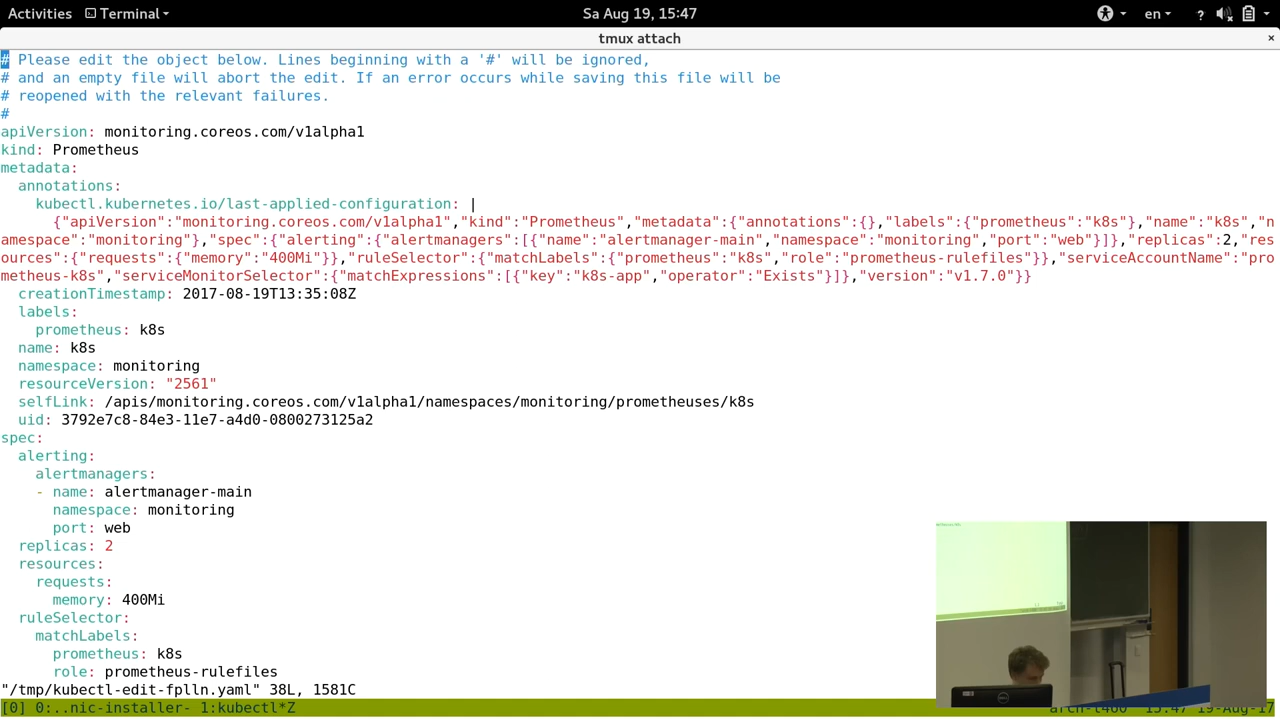 Activities Terminal Sa Aug 19, 15:47 en ?
tmux attach ×
# Please edit the object below. Lines beginning with a '#' will be ignored,
# and an empty file will abort the edit. If an error occurs while saving this file will be
# reopened with the relevant failures.
#
apiVersion: monitoring.coreos.com/v1alpha1
kind: Prometheus
metadata:
  annotations:
    kubectl.kubernetes.io/last-applied-configuration: |
      {"apiVersion":"monitoring.coreos.com/v1alpha1","kind":"Prometheus","metadata":{"annotations":{},"labels":{"prometheus":"k8s"},"name":"k8s","n
amespace":"monitoring"},"spec":{"alerting":{"alertmanagers":[{"name":"alertmanager-main","namespace":"monitoring","port":"web"}]},"replicas":2,"res
ources":{"requests":{"memory":"400Mi"}},"ruleSelector":{"matchLabels":{"prometheus":"k8s","role":"prometheus-rulefiles"}},"serviceAccountName":"pro
metheus-k8s","serviceMonitorSelector":{"matchExpressions":[{"key":"k8s-app","operator":"Exists"}]},"version":"v1.7.0"}}
  creationTimestamp: 2017-08-19T13:35:08Z
  labels:
    prometheus: k8s
  name: k8s
  namespace: monitoring
  resourceVersion: "2561"
  selfLink: /apis/monitoring.coreos.com/v1alpha1/namespaces/monitoring/prometheuses/k8s
  uid: 3792e7c8-84e3-11e7-a4d0-0800273125a2
spec:
  alerting:
    alertmanagers:
    - name: alertmanager-main
      namespace: monitoring
      port: web
  replicas: 2
  resources:
    requests:
      memory: 400Mi
  ruleSelector:
    matchLabels:
      prometheus: k8s
      role: prometheus-rulefiles
"/tmp/kubectl-edit-fplln.yaml" 38L, 1581C
[0] 0:..nic-installer- 1:kubectl*Z 15:47 19-Aug-17